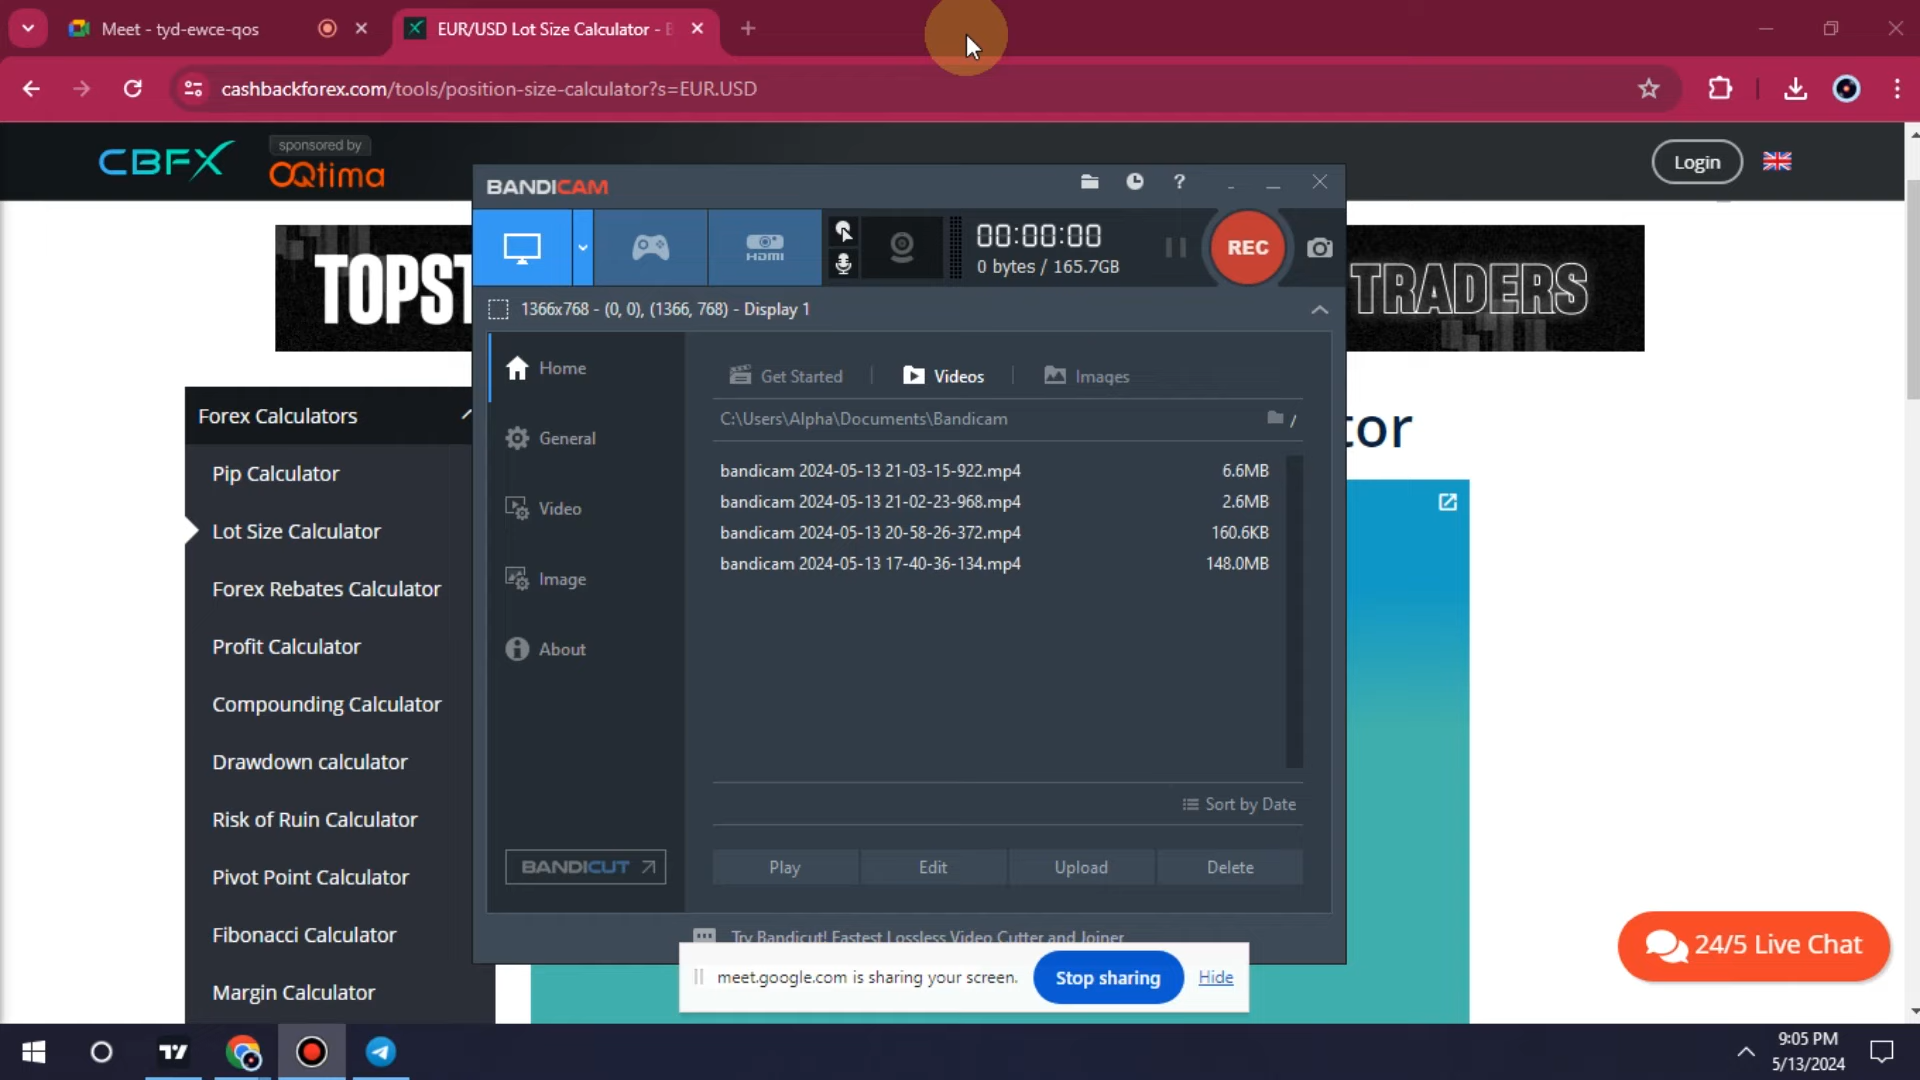 Meet - tyd-ewce-qos
EUR/USD Lot Size Calculator -
cashbackforex.com/tools/position-size-calculator?s=EUR.USD
CBFX
sponsored by
OQtima
Login
BANDICAM
?
HDMI
00:00:00
0 bytes / 165.7GB
REC
TOPST
TRADERS
1366x768 - (0, 0), (1366, 768) - Display 1
Home
General
Video
Image
About
Get Started
Videos
Images
C:\Users\Alpha\Documents\Bandicam
/
bandicam 2024-05-13 21-03-15-922.mp4 6.6MB
bandicam 2024-05-13 21-02-23-968.mp4 2.6MB
bandicam 2024-05-13 20-58-26-372.mp4 160.6KB
bandicam 2024-05-13 17-40-36-134.mp4 148.0MB
Sort by Date
BANDICUT
Play
Edit
Upload
Delete
Try Bandicut! Fastest Lossless Video Cutter and Joiner
Forex Calculators
Pip Calculator
Lot Size Calculator
Forex Rebates Calculator
Profit Calculator
Compounding Calculator
Drawdown calculator
Risk of Ruin Calculator
Pivot Point Calculator
Fibonacci Calculator
Margin Calculator
tor
meet.google.com is sharing your screen.
Stop sharing
Hide
24/5 Live Chat
9:05 PM
5/13/2024